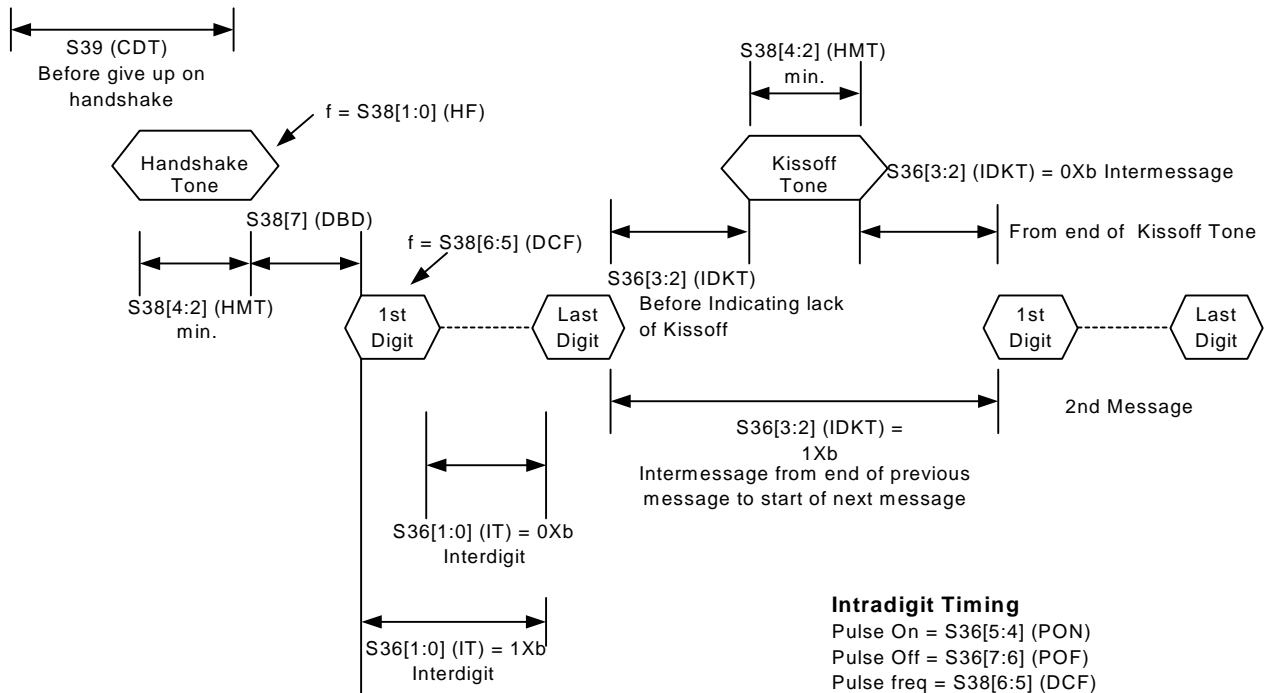 S39 (CDT)
Before give up on
handshake
f = S38[1:0] (HF)
Handshake
Tone
S38[4:2] (HMT)
min.
Kissoff
Tone
S36[3:2] (IDKT) = 0Xb Intermessage
From end of Kissoff Tone
S38[7] (DBD)
f = S38[6:5] (DCF)
S38[4:2] (HMT)
min.
1st
Digit
Last
Digit
S36[3:2] (IDKT)
Before Indicating lack
of Kissoff
1st
Digit
Last
Digit
2nd Message
S36[3:2] (IDKT) =
1Xb
Intermessage from end of previous
message to start of next message
S36[1:0] (IT) = 0Xb
Interdigit
S36[1:0] (IT) = 1Xb
Interdigit
Intradigit Timing
Pulse On = S36[5:4] (PON)
Pulse Off = S36[7:6] (POF)
Pulse freq = S38[6:5] (DCF)